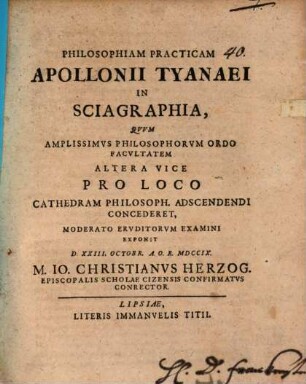 PHILOSOPHIAM PRACTICAM 40.
APOLLONII TYANAEI
IN
SCIAGRAPHIA,
QVVM
AMPLISSIMVS PHILOSOPHORVM ORDO
FACVLTATEM
ALTERA VICE
PRO LOCO
CATHEDRAM PHILOSOPH. ADSCENDENDI
CONCEDERET,
MODERATO ERVDITORVM EXAMINI
EXPONIT
D. XXIII. OCTOBR. A. O. R. MDCCIX.
M. IO. CHRISTIANVS HERZOG.
EPISCOPALIS SCHOLAE CIZENSIS CONFIRMATVS
CONRECTOR.
LIPSIAE,
LITERIS IMMANVELIS TITII.